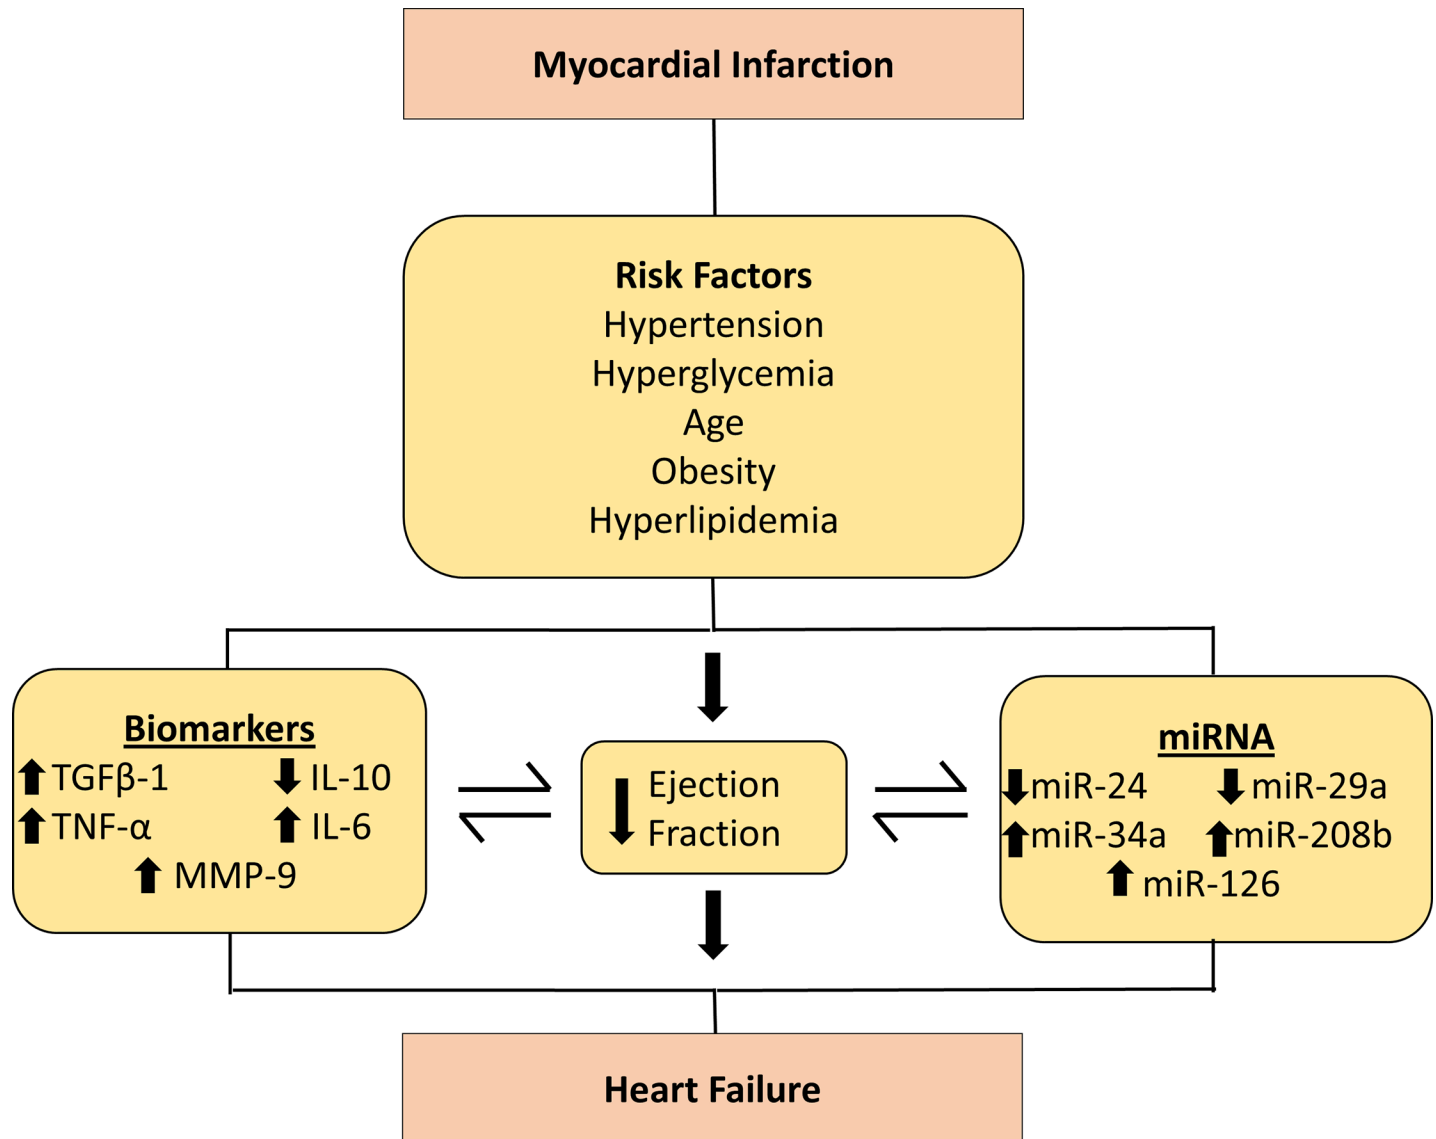 Myocardial Infarction
Risk Factors
Hypertension
Hyperglycemia
Age
Obesity
Hyperlipidemia
Biomarkers
TGFβ-1 IL-10
TNF-α IL-6
MMP-9
Ejection
Fraction
miRNA
miR-24 miR-29a
miR-34a miR-208b
miR-126
Heart Failure